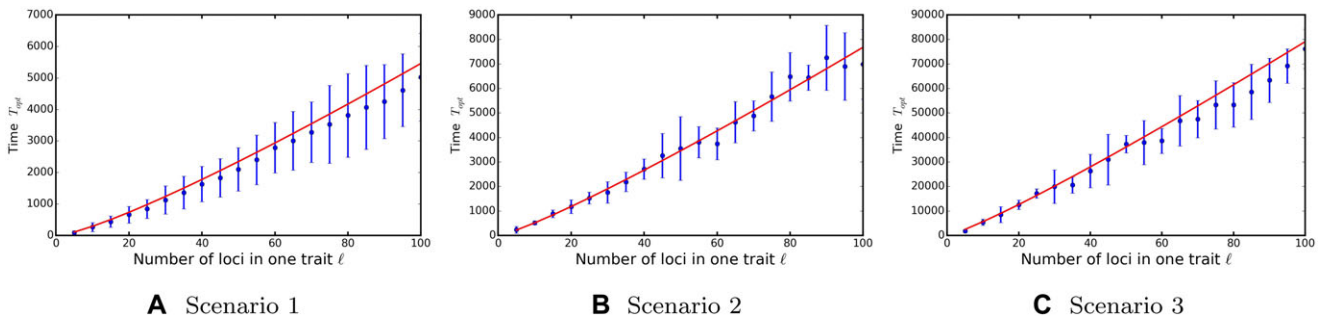 7000
6000
5000
4000
3000
2000
1000
0
Time T_opt
0 20 40 60 80 100
Number of loci in one trait ℓ
A Scenario 1
9000
8000
7000
6000
5000
4000
3000
2000
1000
0
Time T_opt
0 20 40 60 80 100
Number of loci in one trait ℓ
B Scenario 2
90000
80000
70000
60000
50000
40000
30000
20000
10000
0
Time T_opt
0 20 40 60 80 100
Number of loci in one trait ℓ
C Scenario 3